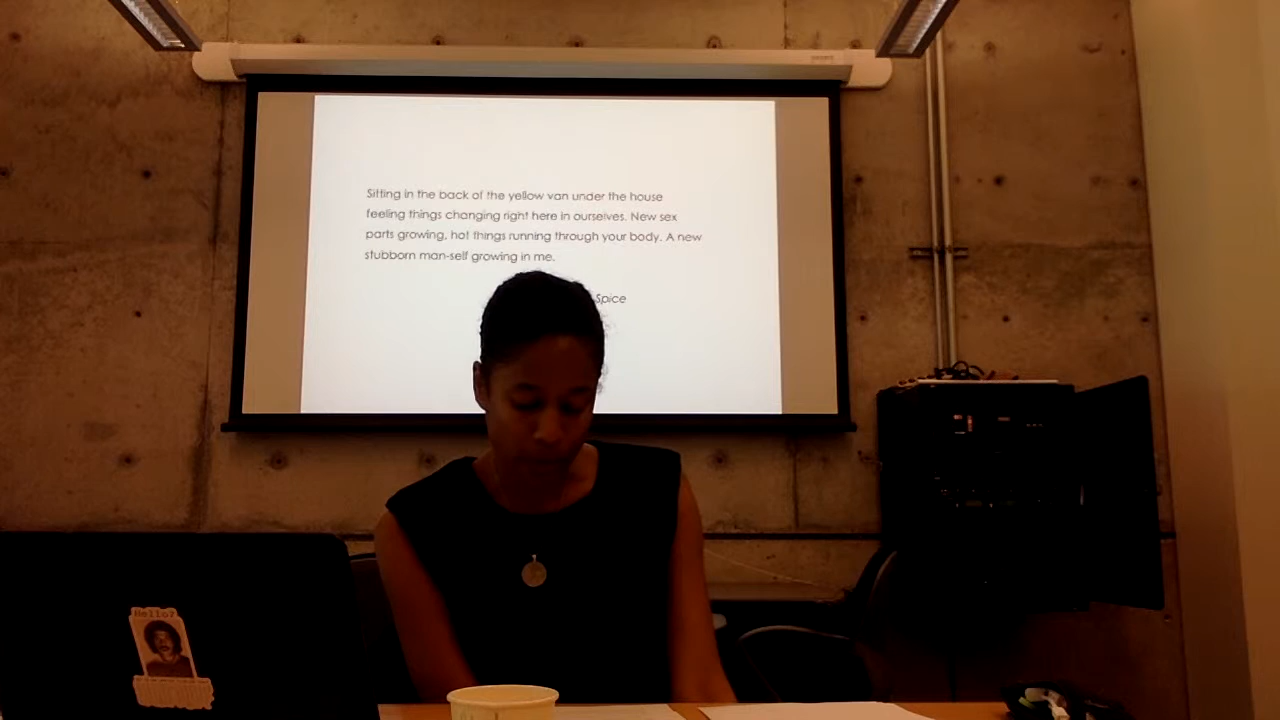 Sitting in the back of the yellow van under the house
feeling things changing right here in ourselves. New sex
parts growing, hot things running through your body. A new
stubborn man-self growing in me.
Spice
Hello?